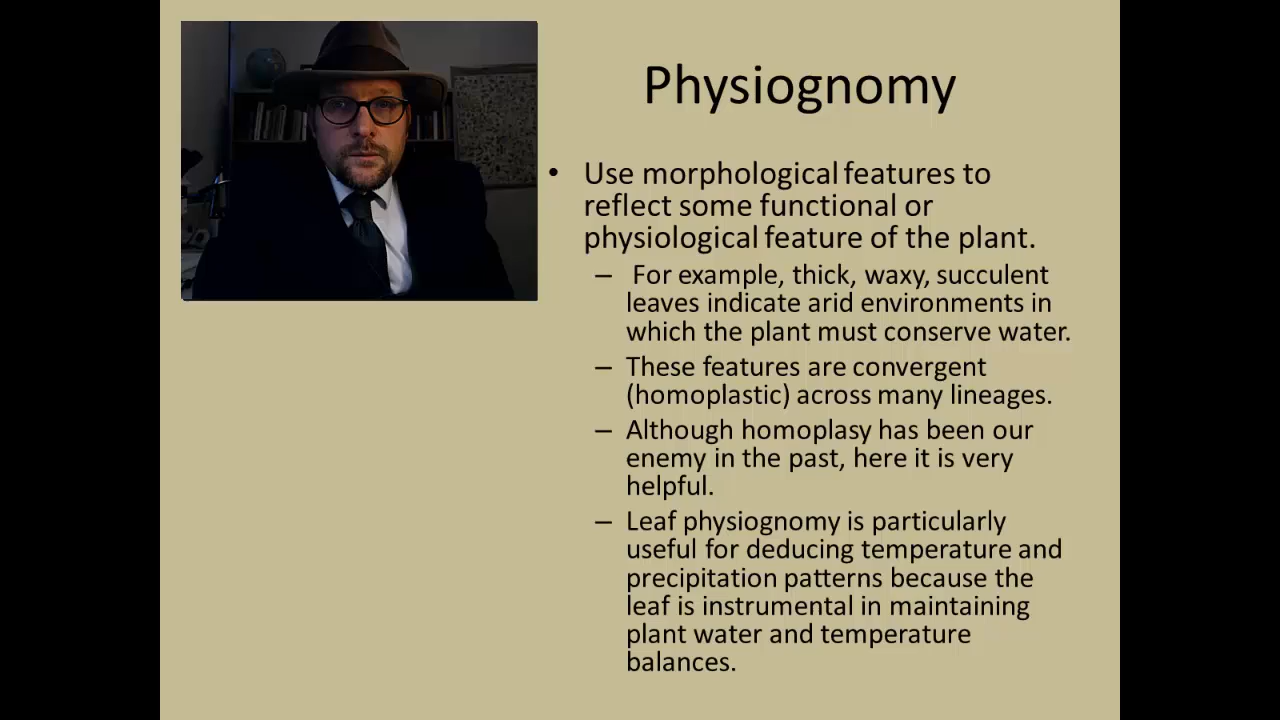 Physiognomy
• Use morphological features to
reflect some functional or
physiological feature of the plant.
– For example, thick, waxy, succulent
leaves indicate arid environments in
which the plant must conserve water.
– These features are convergent
(homoplastic) across many lineages.
– Although homoplasy has been our
enemy in the past, here it is very
helpful.
– Leaf physiognomy is particularly
useful for deducing temperature and
precipitation patterns because the
leaf is instrumental in maintaining
plant water and temperature
balances.